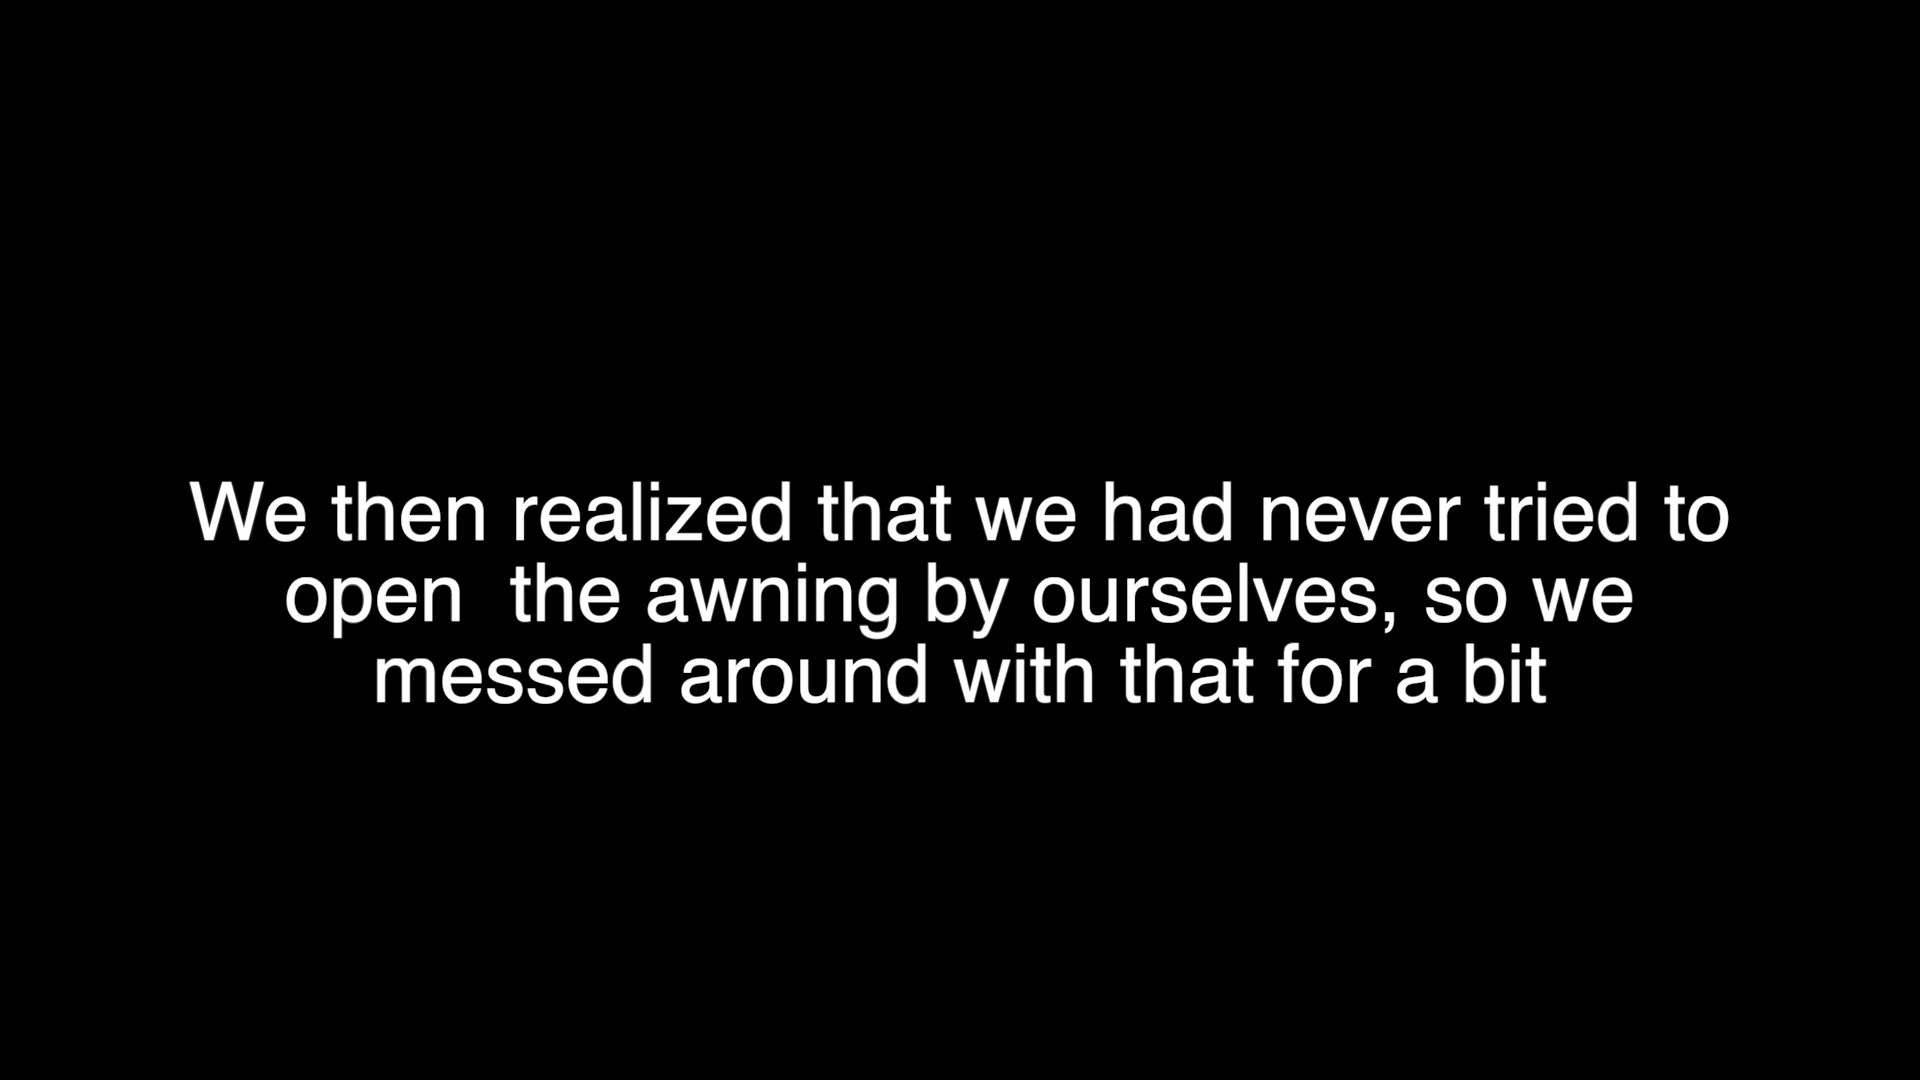 We then realized that we had never tried to
open  the awning by ourselves, so we
messed around with that for a bit